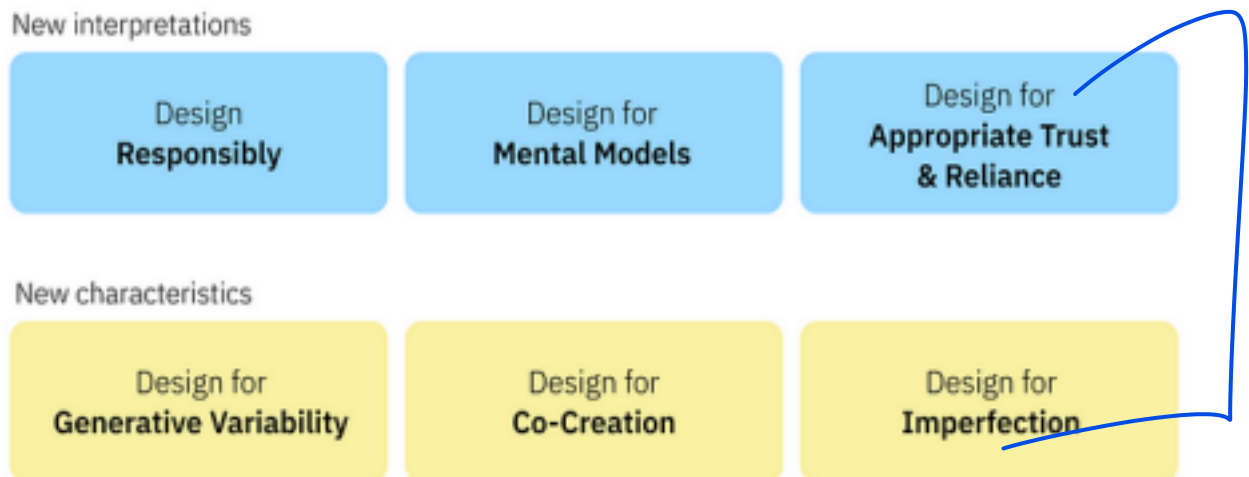 New interpretations
Design
Responsibly
Design for
Mental Models
Design for
Appropriate Trust
& Reliance
New characteristics
Design for
Generative Variability
Design for
Co-Creation
Design for
Imperfection